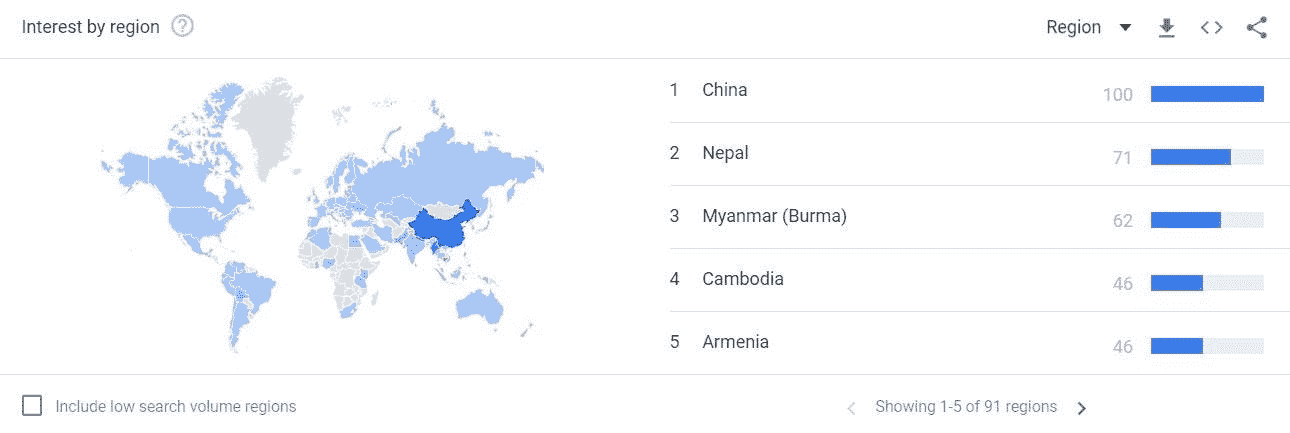 Interest by region ?
Region
1 China 100
2 Nepal 71
3 Myanmar (Burma) 62
4 Cambodia 46
5 Armenia 46
Include low search volume regions
Showing 1-5 of 91 regions